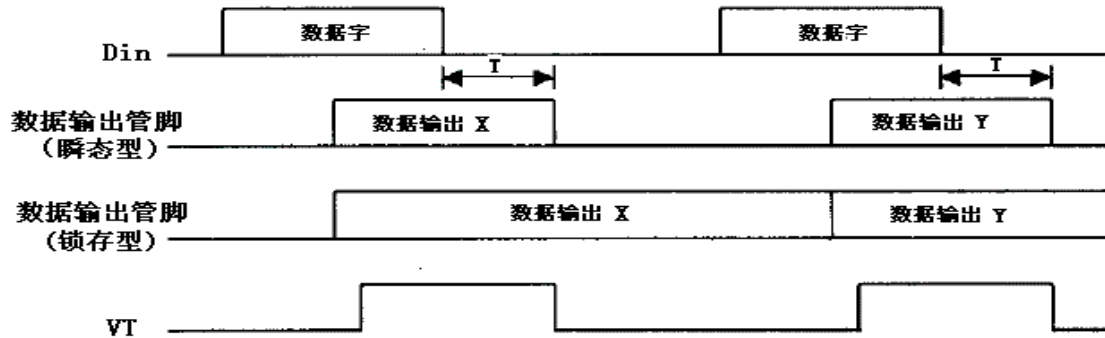 数据字 数据字
Din
T T
数据输出管脚
(瞬态型)
数据输出 X 数据输出 Y
数据输出管脚
(锁存型)
数据输出 X 数据输出 Y
VT